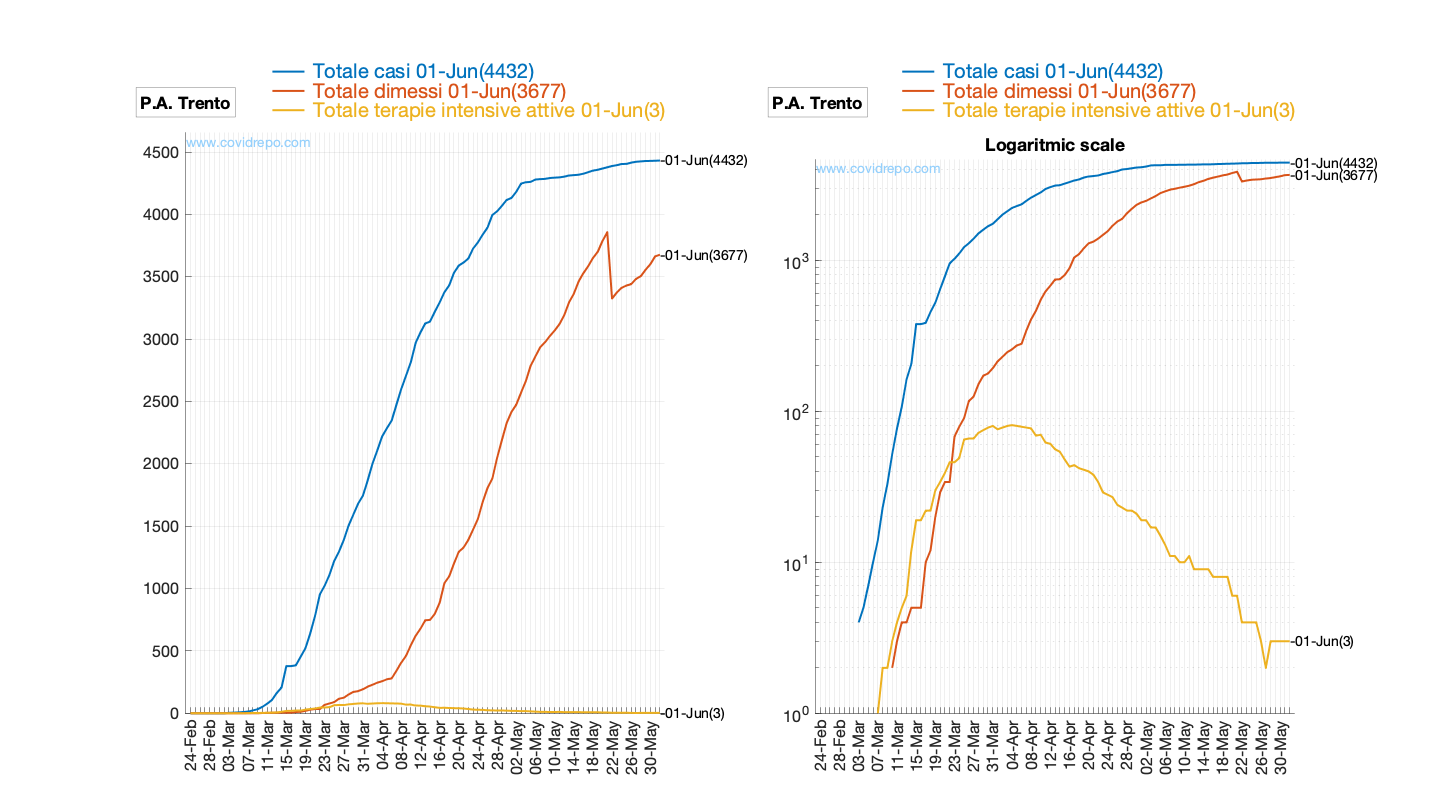 Totale casi 01-Jun(4432)
Totale dimessi 01-Jun(3677)
Totale terapie intensive attive 01-Jun(3)
P.A. Trento
www.covidrepo.com
4500
4000
3500
3000
2500
2000
1500
1000
500
0
-01-Jun(4432)
-01-Jun(3677)
-01-Jun(3)
24-Feb
28-Feb
03-Mar
07-Mar
11-Mar
15-Mar
19-Mar
23-Mar
27-Mar
31-Mar
04-Apr
08-Apr
12-Apr
16-Apr
20-Apr
24-Apr
28-Apr
02-May
06-May
10-May
14-May
18-May
22-May
26-May
30-May
Totale casi 01-Jun(4432)
Totale dimessi 01-Jun(3677)
Totale terapie intensive attive 01-Jun(3)
P.A. Trento
Logaritmic scale
www.covidrepo.com
10³
10²
10¹
10⁰
-01-Jun(4432)
-01-Jun(3677)
-01-Jun(3)
24-Feb
28-Feb
03-Mar
07-Mar
11-Mar
15-Mar
19-Mar
23-Mar
27-Mar
31-Mar
04-Apr
08-Apr
12-Apr
16-Apr
20-Apr
24-Apr
28-Apr
02-May
06-May
10-May
14-May
18-May
22-May
26-May
30-May